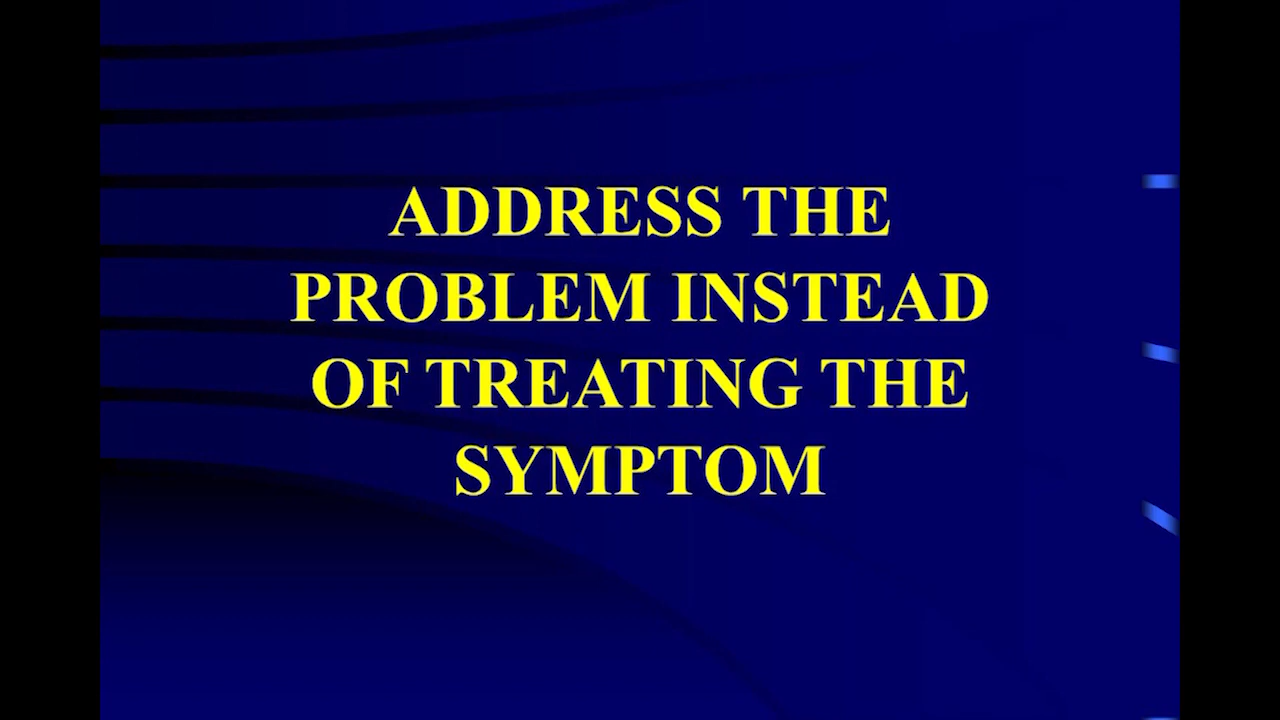 ADDRESS THE
PROBLEM INSTEAD
OF TREATING THE
SYMPTOM